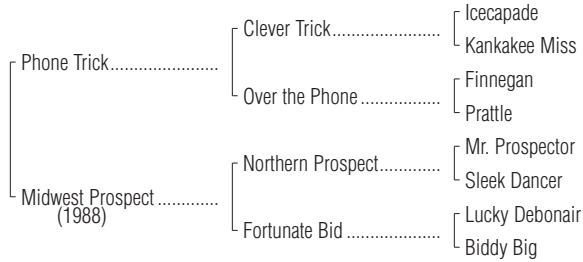 Icecapade
Clever Trick......................
Kankakee Miss
Phone Trick......................
Finnegan
Over the Phone ................
Prattle
Mr. Prospector
Northern Prospect............
Sleek Dancer
Midwest Prospect ............
(1988)
Lucky Debonair
Fortunate Bid ...................
Biddy Big